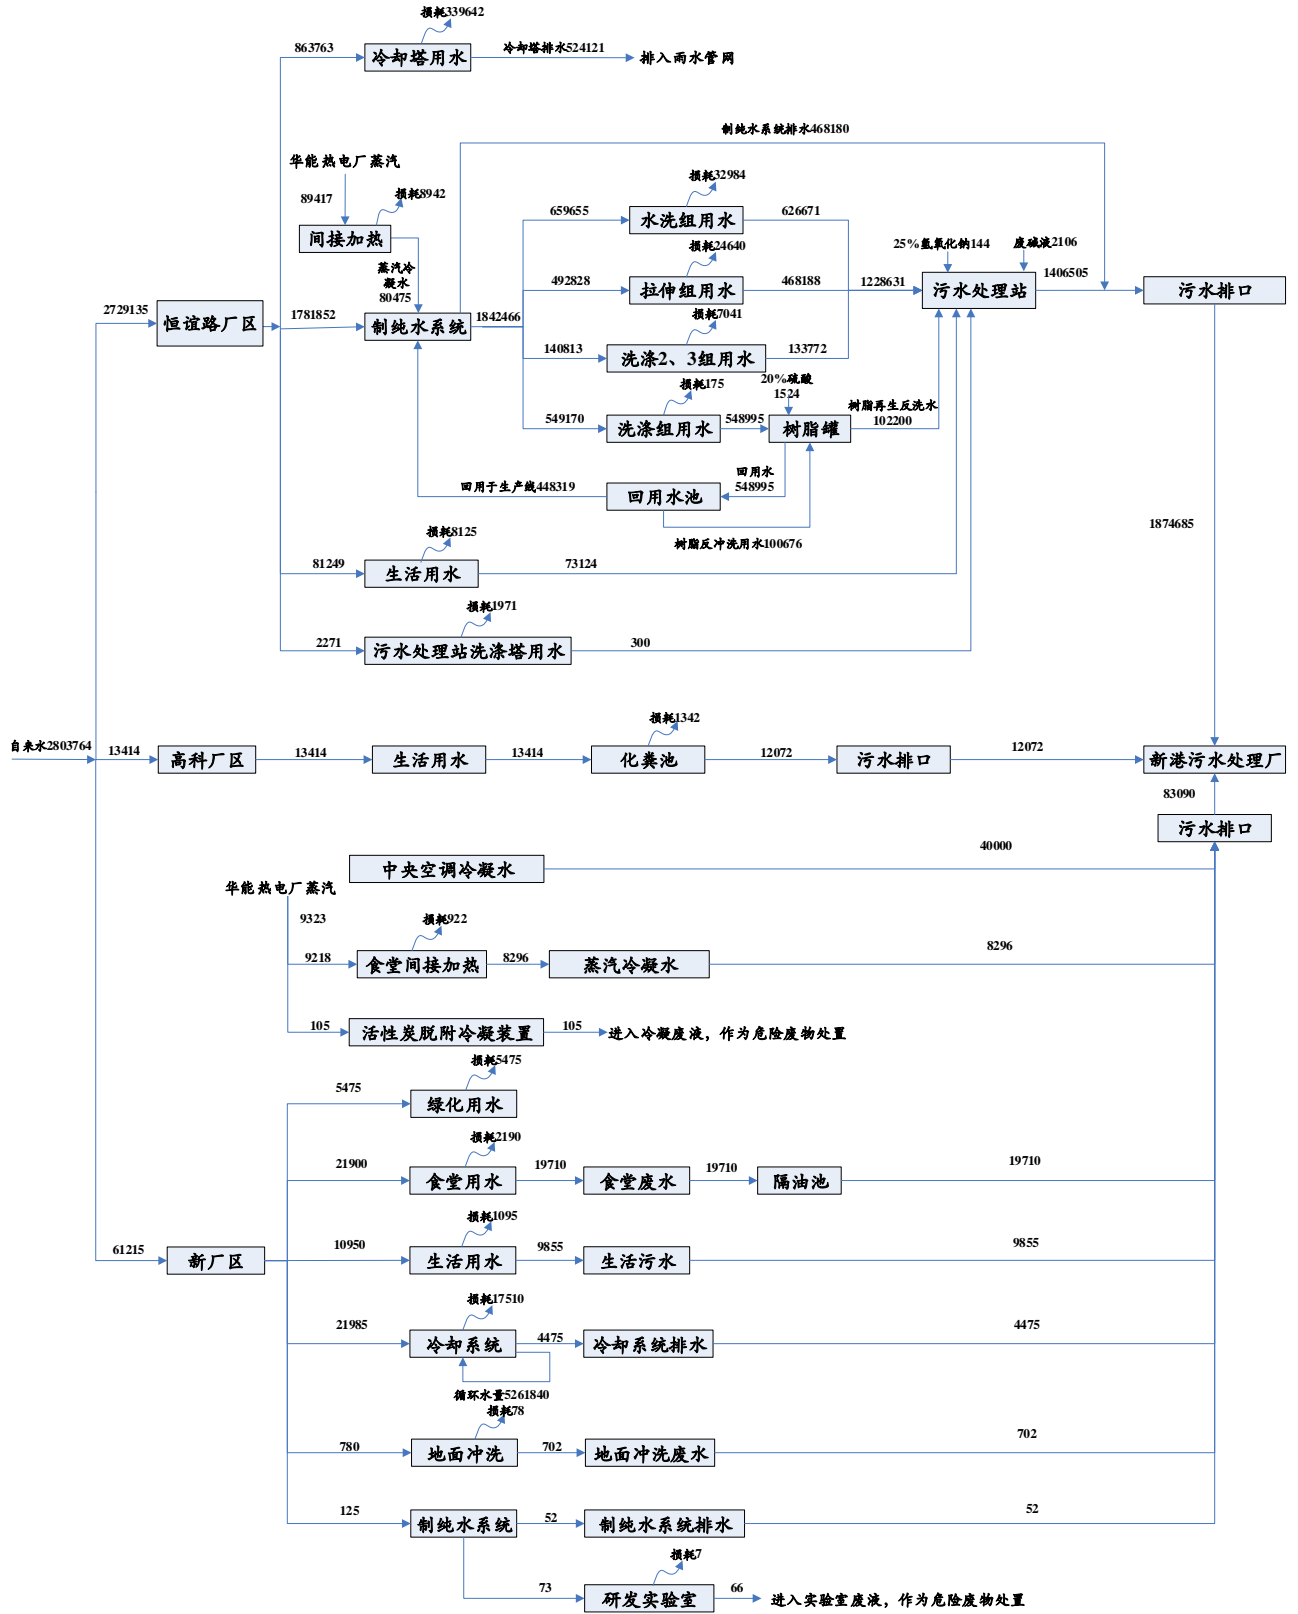 损耗339642
863763
冷却塔用水
冷却塔排水524121
排入雨水管网
制纯水系统排水468180
华能热电厂蒸汽
89417
损耗8942
间接加热
蒸汽冷
凝水
80475
损耗32984
659655
水洗组用水
626671
损耗24640
492828
拉伸组用水
468188
1228631
25%氢氧化钠144
废硫液2106
污水处理站
1406505
污水排口
2729135
恒谊路厂区
1781852
制纯水系统
1842466
损耗7041
140813
洗涤2、3组用水
133772
损耗175
20%硫酸
1524
549170
洗涤组用水
548995
树脂罐
树脂再生反洗水
102200
回用于生产线448319
回用水池
回用水
548995
树脂反冲洗用水100676
1874685
损耗8125
81249
生活用水
73124
损耗1971
2271
污水处理站洗涤塔用水
300
自来水2803764
13414
高科厂区
13414
生活用水
13414
损耗1342
化粪池
12072
污水排口
12072
新港污水处理厂
83090
污水排口
中央空调冷凝水
40000
华能热电厂蒸汽
9323
损耗922
9218
食堂间接加热
8296
蒸汽冷凝水
8296
105
活性炭脱附冷凝装置
105
进入冷凝废液，作为危险废物处置
损耗5475
5475
绿化用水
损耗2190
21900
食堂用水
19710
食堂废水
19710
隔油池
19710
61215
新厂区
损耗1095
10950
生活用水
9855
生活污水
9855
损耗17510
21985
冷却系统
4475
冷却系统排水
4475
循环水量5261840
损耗78
780
地面冲洗
702
地面冲洗废水
702
125
制纯水系统
52
制纯水系统排水
52
损耗7
73
研发实验室
66
进入实验室废液，作为危险废物处置